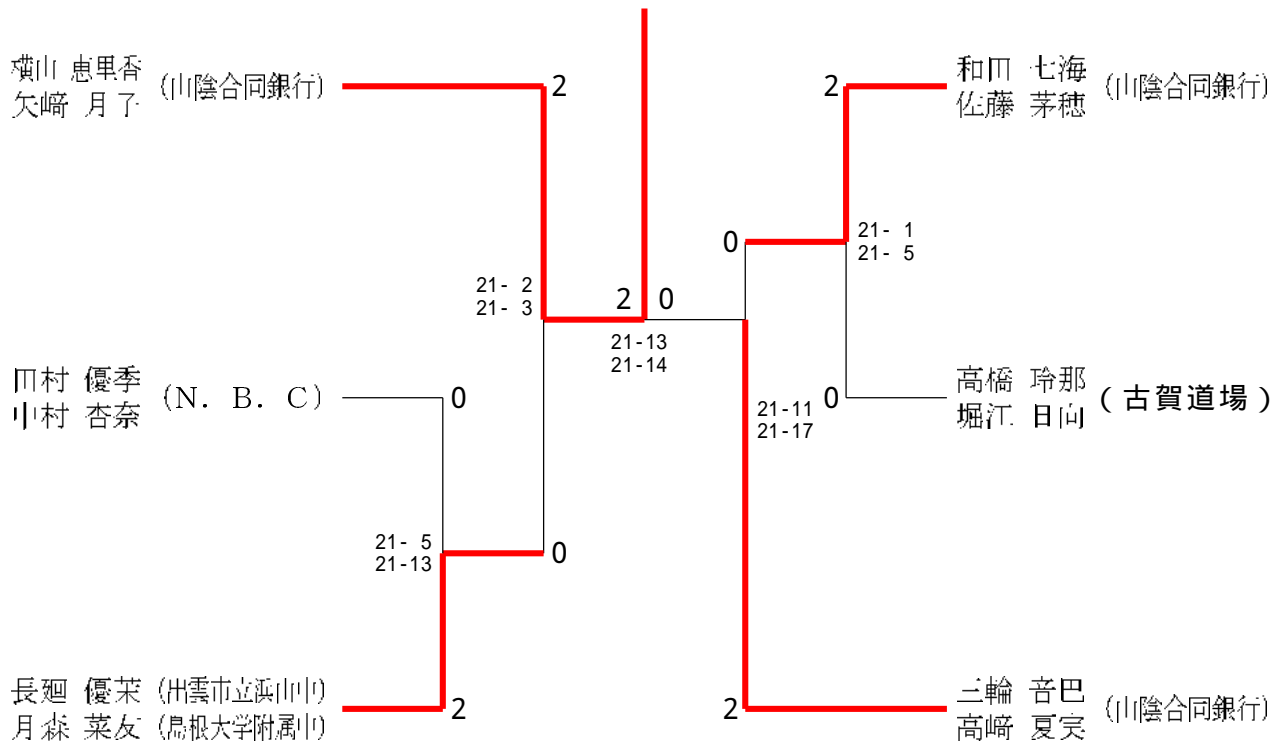 横山 恵里香 (山陰合同銀行)
矢﨑 月子
2
2
和田 七海 (山陰合同銀行)
佐藤 茅穂
0
21- 1
21- 5
21- 2
21- 3
2 0
21-13
21-14
田村 優季 (N. B. C)
中村 杏奈
0
21-11
21-17
0
高橋 玲那 (古賀道場)
堀江 日向
21- 5
21-13
0
長廻 優茉 (出雲市立浜山中)
月森 菜友 (島根大学附属中)
2
2
三輪 音巴 (山陰合同銀行)
高﨑 夏実